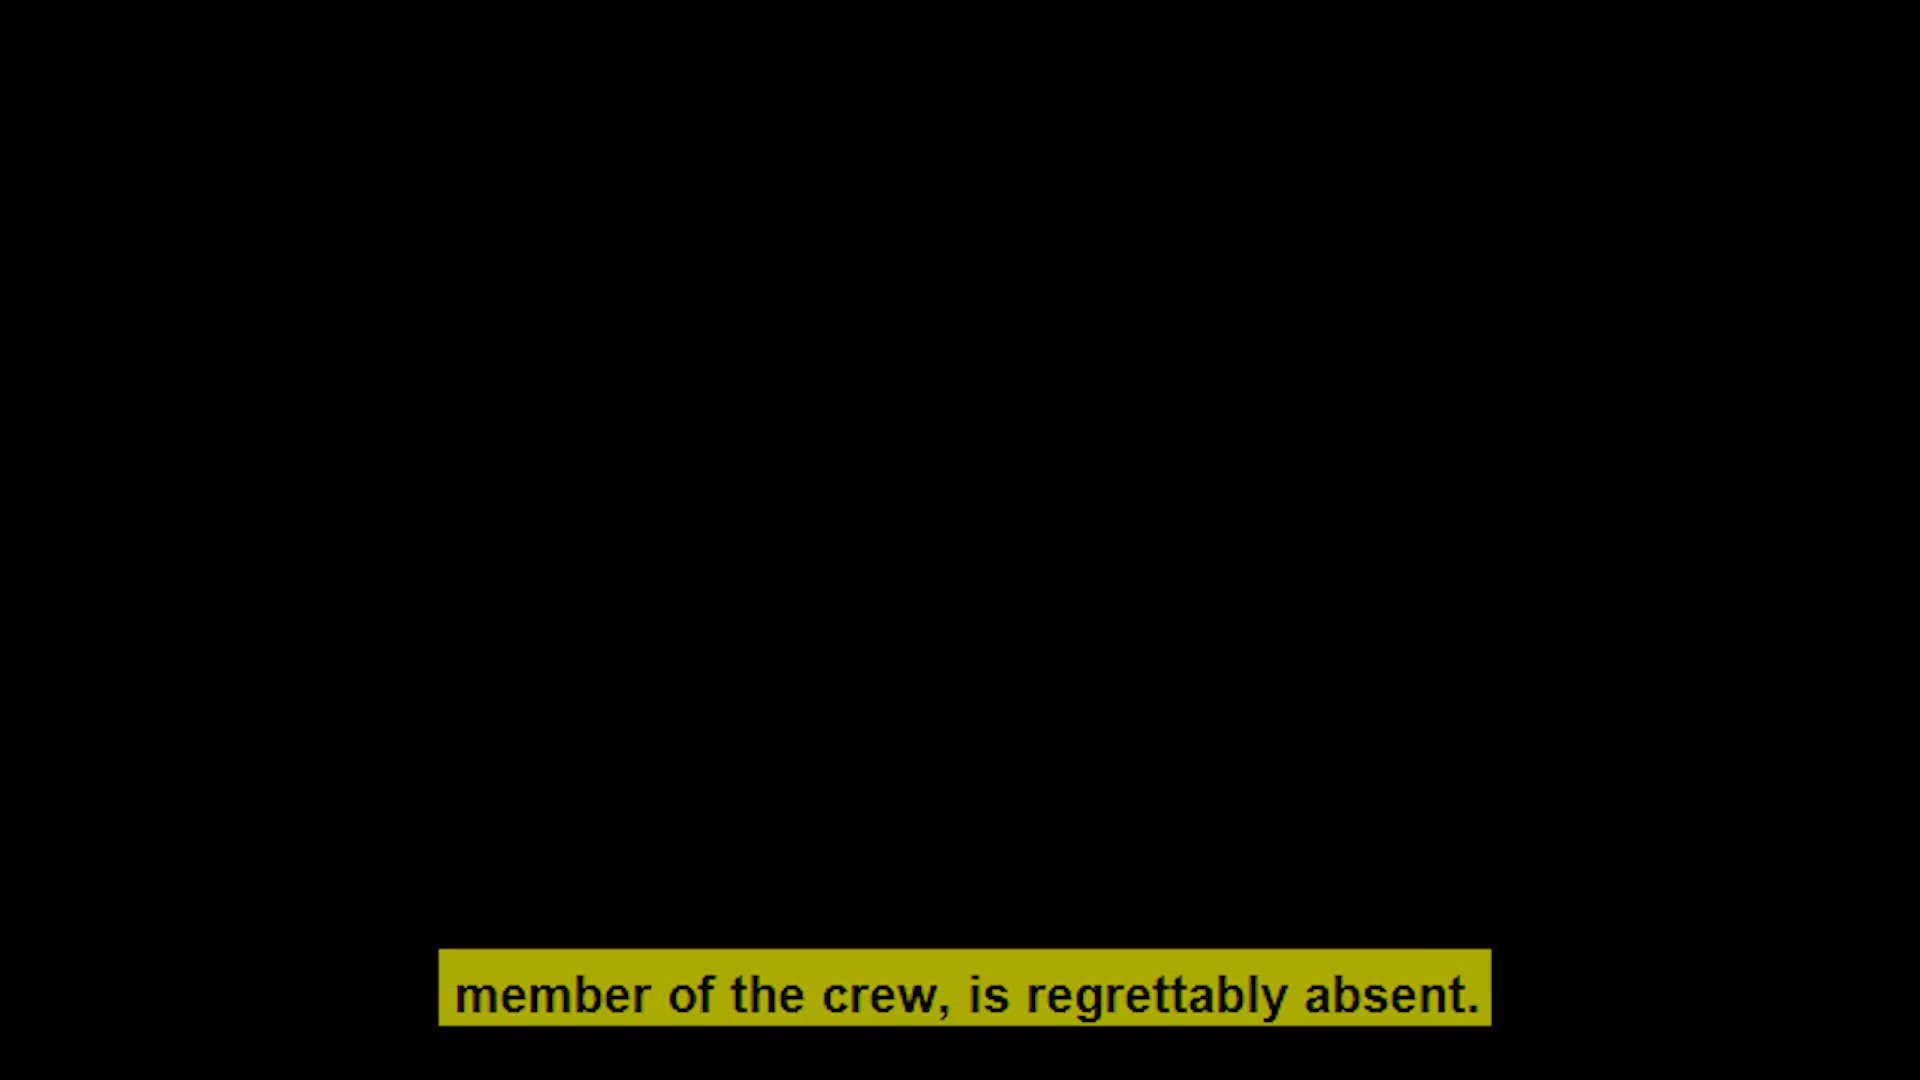 member of the crew, is regrettably absent.